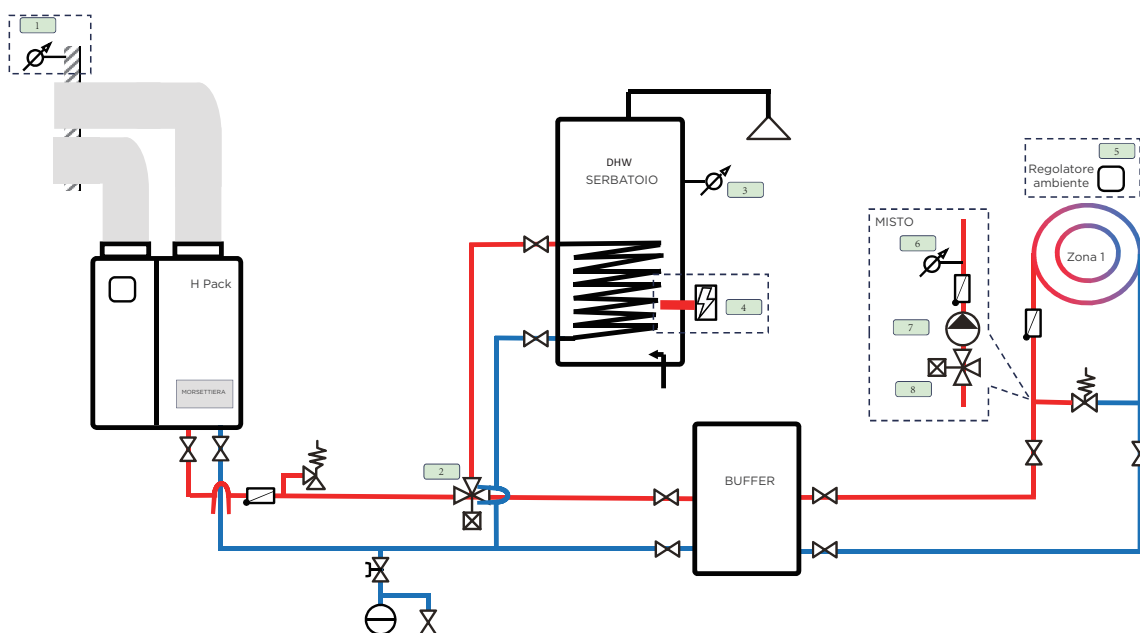 1
DHW
SERBATOIO
3
4
5
Regolatore
ambiente
MISTO
6
7
8
Zona 1
H Pack
MORSETTIERA
2
BUFFER